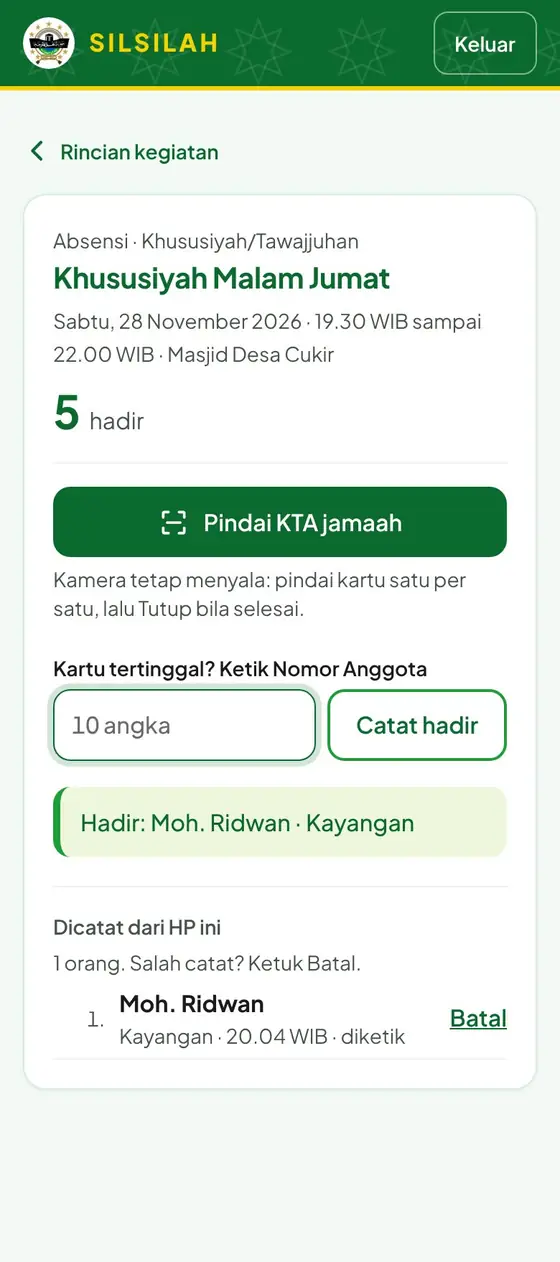 SILSILAH
Keluar
Rincian kegiatan
Absensi · Khususiyah/Tawajjuhan
Khususiyah Malam Jumat
Sabtu, 28 November 2026 · 19.30 WIB sampai
22.00 WIB · Masjid Desa Cukir
5 hadir
Pindai KTA jamaah
Kamera tetap menyala: pindai kartu satu per
satu, lalu Tutup bila selesai.
Kartu tertinggal? Ketik Nomor Anggota
10 angka
Catat hadir
Hadir: Moh. Ridwan · Kayangan
Dicatat dari HP ini
1 orang. Salah catat? Ketuk Batal.
1. Moh. Ridwan
Kayangan · 20.04 WIB · diketik
Batal